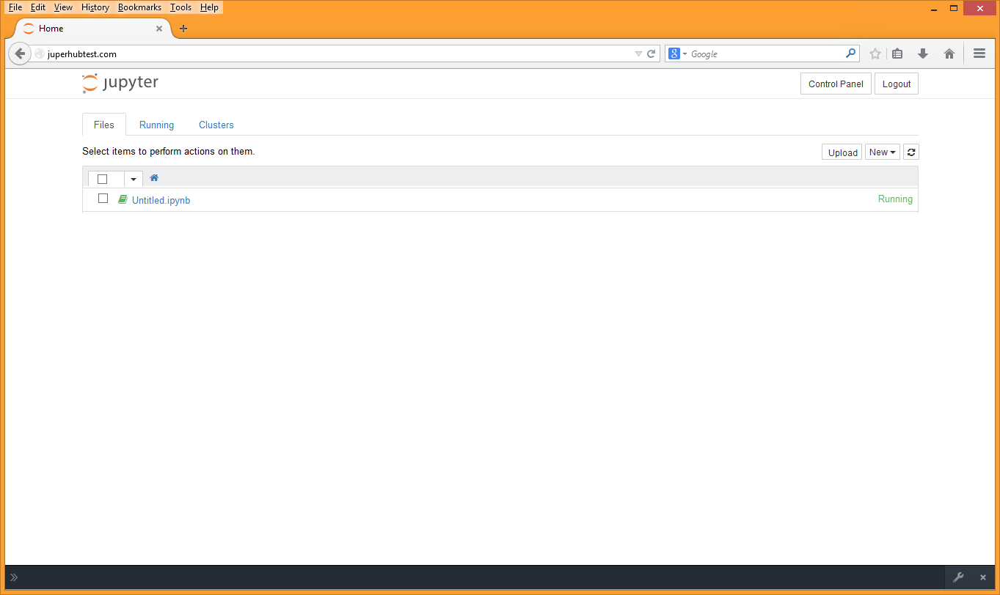 File Edit View History Bookmarks Tools Help
Home
juperhubtest.com
8 Google
jupyter
Control Panel Logout
Files Running Clusters
Select items to perform actions on them.
Upload New
Untitled.ipynb Running